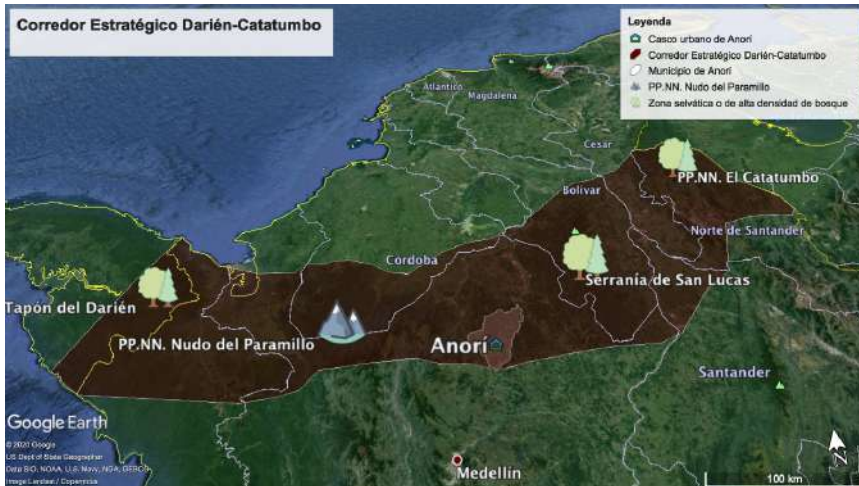 Corredor Estratégico Darién-Catatumbo
Leyenda
Casco urbano de Anorí
Corredor Estratégico Darién-Catatumbo
Municipio de Anorí
PP.NN. Nudo del Paramillo
Zona selvática o de alta densidad de bosque
Atlántico
Magdalena
Cesar
PP.NN. El Catatumbo
Bolívar
Norte de Santander
Córdoba
Serranía de San Lucas
Tapón del Darién
PP.NN. Nudo del Paramillo
Anorí
Santander
Google Earth
© 2020 Google
US Dept of State Geographer
Data SIO, NOAA, U.S. Navy, NGA, GEBCO
Image Landsat / Copernicus
Medellín
N
100 km